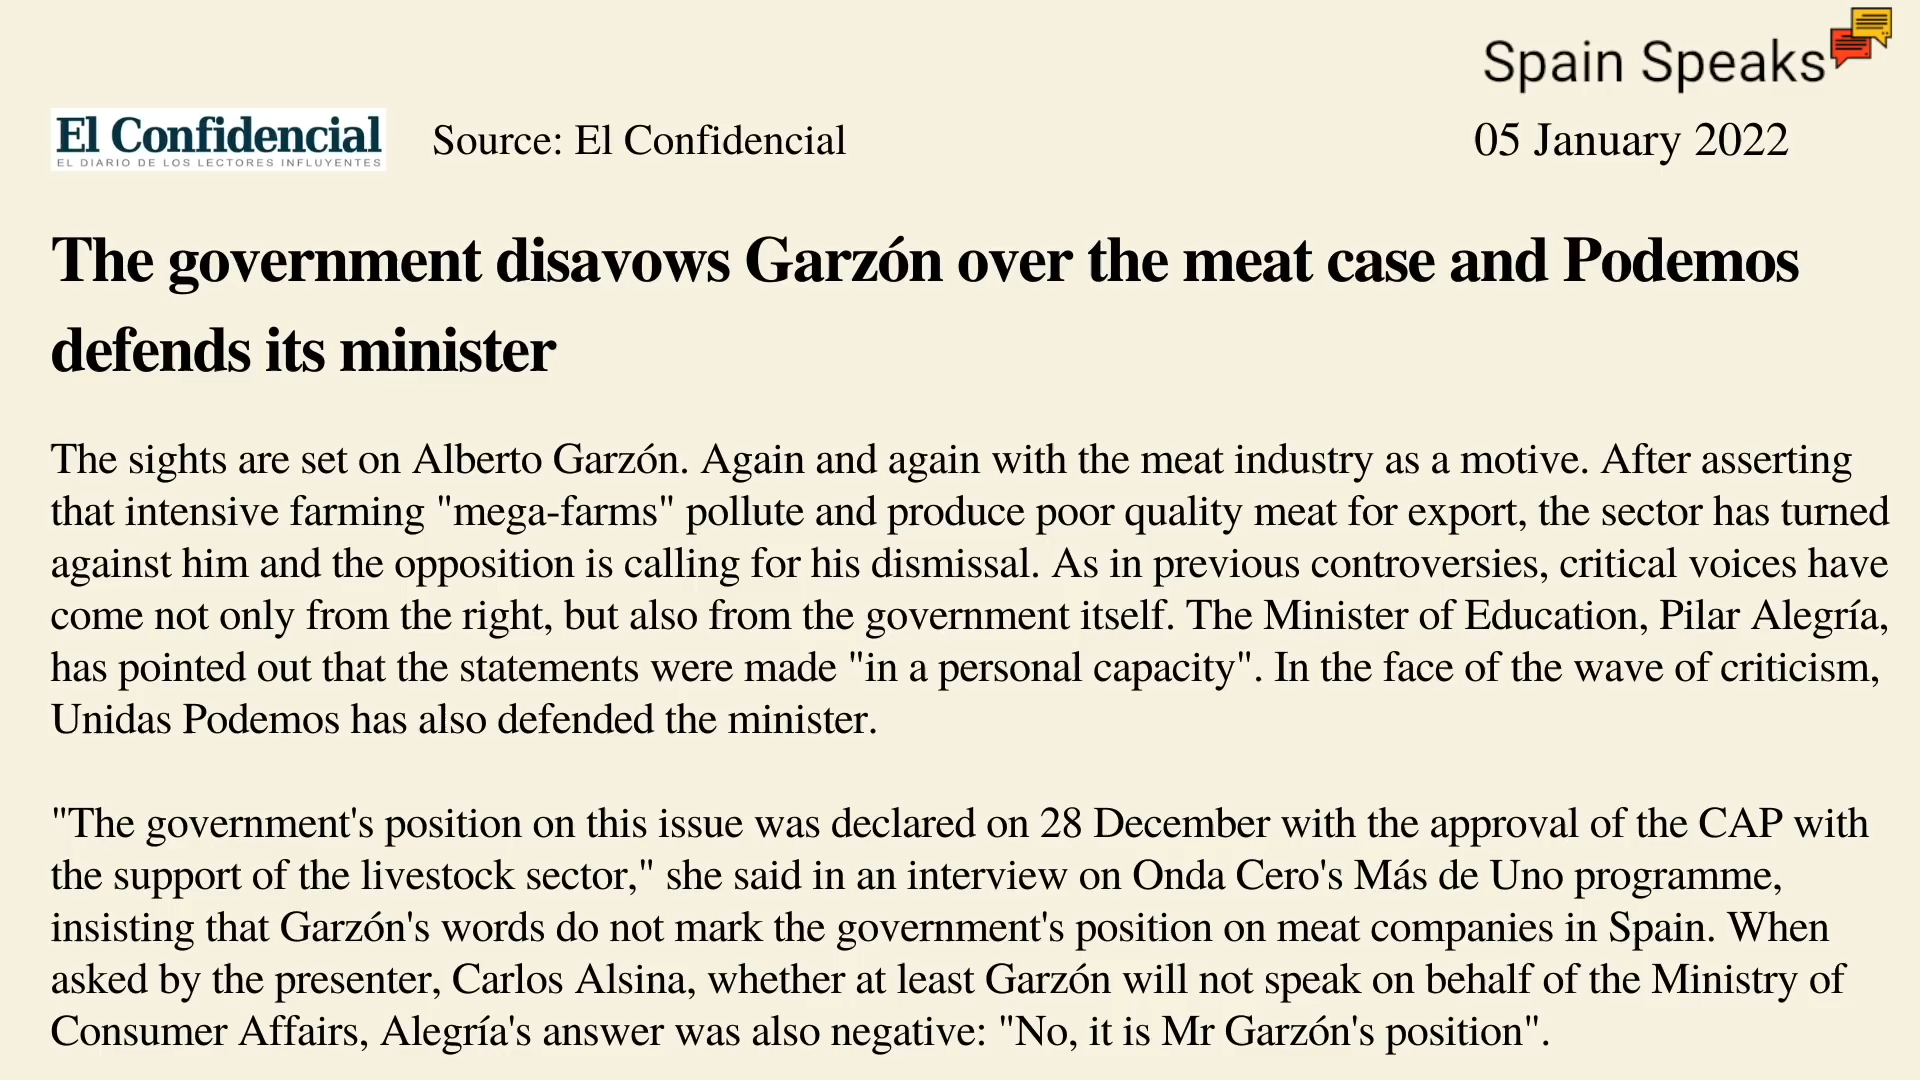 Spain Speaks
El Confidencial
EL DIARIO DE LOS LECTORES INFLUYENTES
Source: El Confidencial
05 January 2022
The government disavows Garzón over the meat case and Podemos
defends its minister
The sights are set on Alberto Garzón. Again and again with the meat industry as a motive. After asserting
that intensive farming "mega-farms" pollute and produce poor quality meat for export, the sector has turned
against him and the opposition is calling for his dismissal. As in previous controversies, critical voices have
come not only from the right, but also from the government itself. The Minister of Education, Pilar Alegría,
has pointed out that the statements were made "in a personal capacity". In the face of the wave of criticism,
Unidas Podemos has also defended the minister.
"The government's position on this issue was declared on 28 December with the approval of the CAP with
the support of the livestock sector," she said in an interview on Onda Cero's Más de Uno programme,
insisting that Garzón's words do not mark the government's position on meat companies in Spain. When
asked by the presenter, Carlos Alsina, whether at least Garzón will not speak on behalf of the Ministry of
Consumer Affairs, Alegría's answer was also negative: "No, it is Mr Garzón's position".